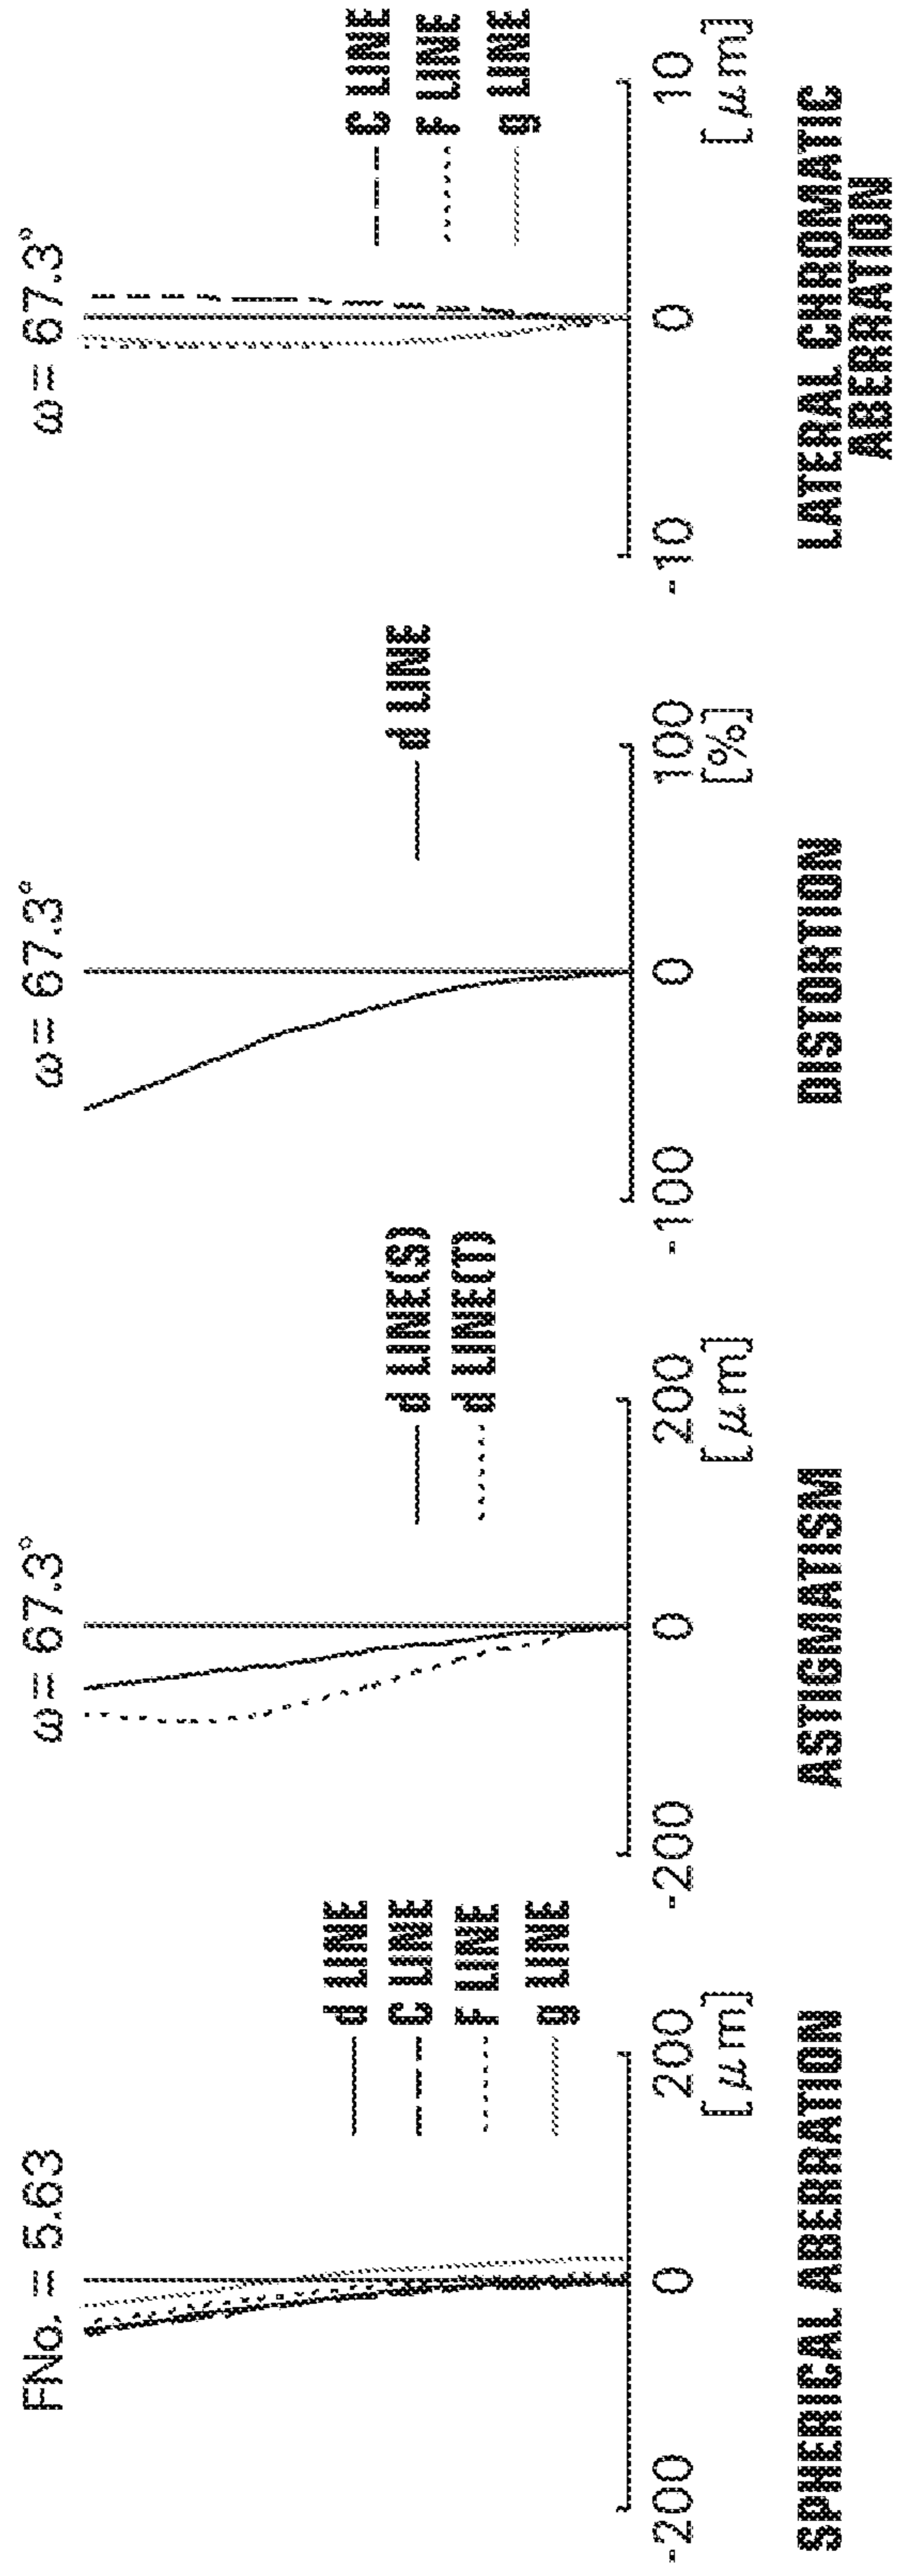 FNo. = 5.63
d LINE
C LINE
F LINE
g LINE
-200
0
200
[μm]
SPHERICAL ABERRATION
ω = 67.3°
d LINE(S)
d LINE(T)
-200
0
200
[μm]
ASTIGMATISM
ω = 67.3°
d LINE
-100
0
100
[%]
DISTORTION
ω = 67.3°
C LINE
F LINE
g LINE
-10
0
10
[μm]
LATERAL CHROMATIC
ABERRATION